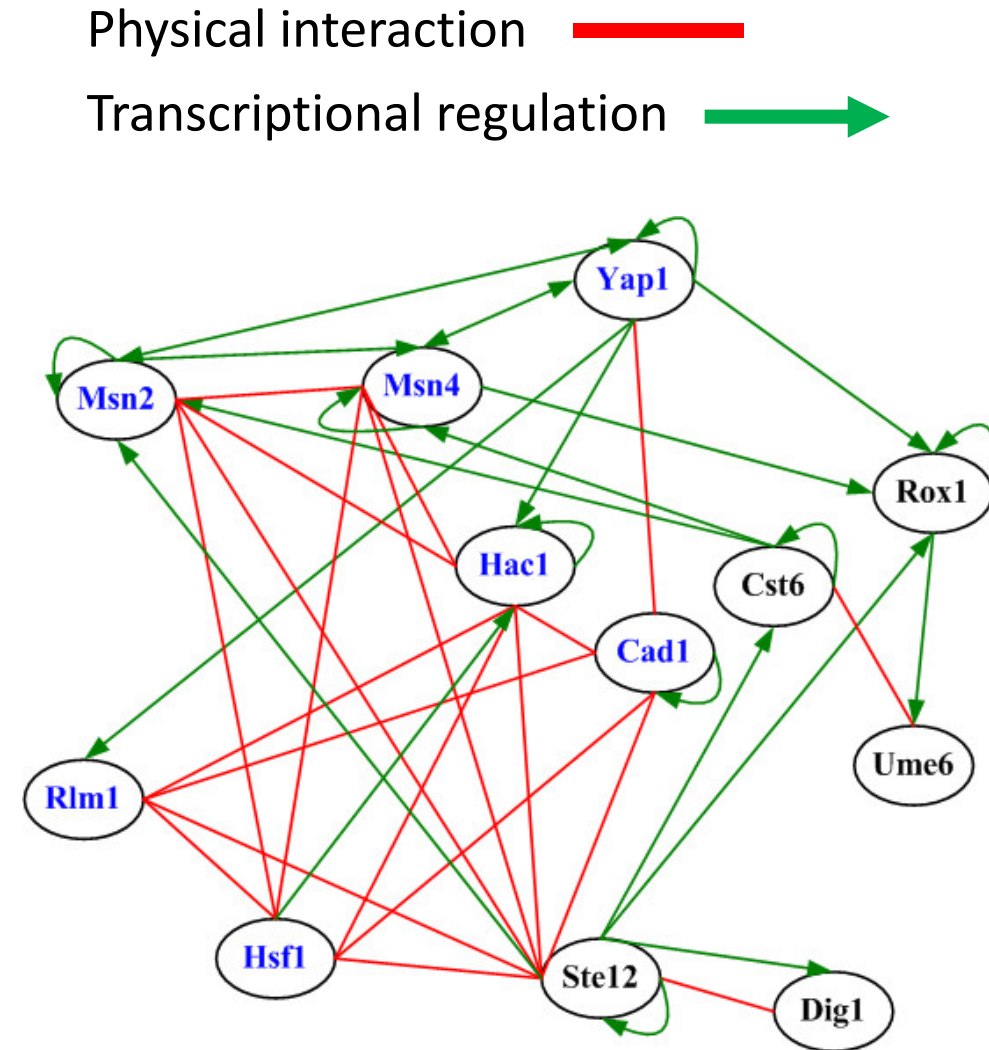 Physical interaction
Transcriptional regulation
Yap1
Msn2
Msn4
Rox1
Hac1
Cst6
Cad1
Ume6
Rlm1
Hsf1
Ste12
Dig1